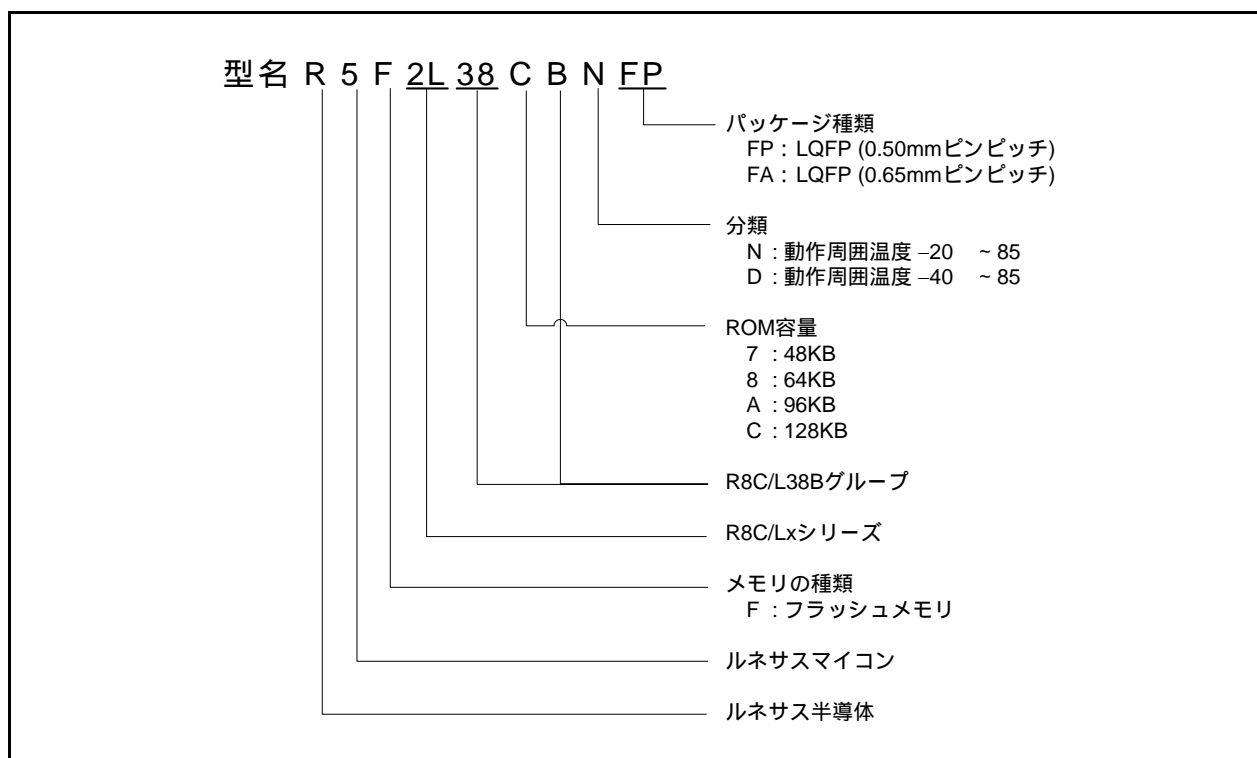 型名 R 5 F 2L 38 C B N FP
パッケージ種類
FP : LQFP (0.50mmピンピッチ)
FA : LQFP (0.65mmピンピッチ)
分類
N : 動作周囲温度 –20 ~ 85
D : 動作周囲温度 –40 ~ 85
ROM容量
7 : 48KB
8 : 64KB
A : 96KB
C : 128KB
R8C/L38Bグループ
R8C/Lxシリーズ
メモリの種類
F : フラッシュメモリ
ルネサスマイコン
ルネサス半導体